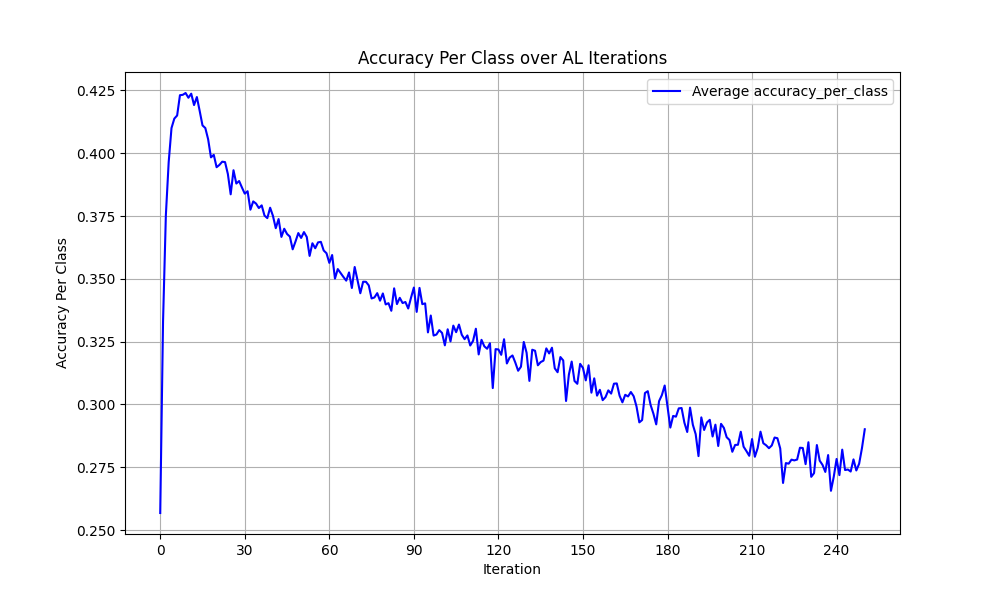 Accuracy Per Class over AL Iterations
Average accuracy_per_class
Accuracy Per Class
0.425
0.400
0.375
0.350
0.325
0.300
0.275
0.250
0 30 60 90 120 150 180 210 240
Iteration